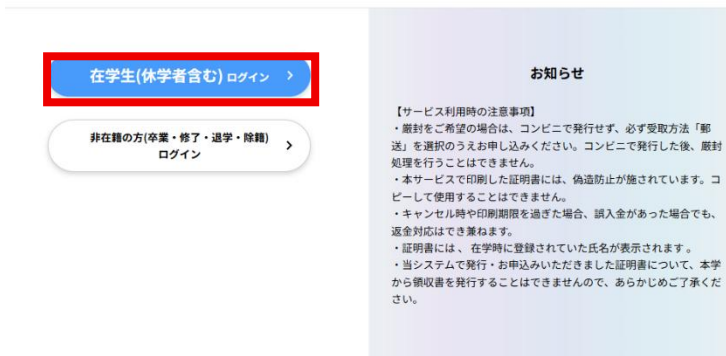 在学生(休学者含む) ログイン
非在籍の方(卒業・修了・退学・除籍)
ログイン
お知らせ
【サービス利用時の注意事項】
・厳封をご希望の場合は、コンビニで発行せず、必ず受取方法「郵
送」を選択のうえお申し込みください。コンビニで発行した後、厳封
処理を行うことはできません。
・本サービスで印刷した証明書には、偽造防止が施されています。コ
ピーして使用することはできません。
・キャンセル時や印刷期限を過ぎた場合、誤入金があった場合でも、
返金対応はでき兼ねます。
・証明書には 、在学時に登録されていた氏名が表示されます 。
・当システムで発行・お申込みいただきました証明書について、本学
から領収書を発行することはできませんので、あらかじめご了承くだ
さい。